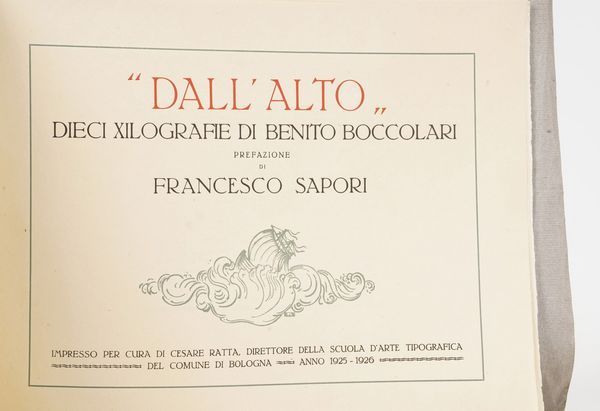 “ DALL' ALTO „
DIECI XILOGRAFIE DI BENITO BOCCOLARI
PREFAZIONE
DI
FRANCESCO SAPORI
IMPRESSO PER CURA DI CESARE RATTA, DIRETTORE DELLA SCUOLA D'ARTE TIPOGRAFICA
DEL COMUNE DI BOLOGNA ANNO 1925 - 1926